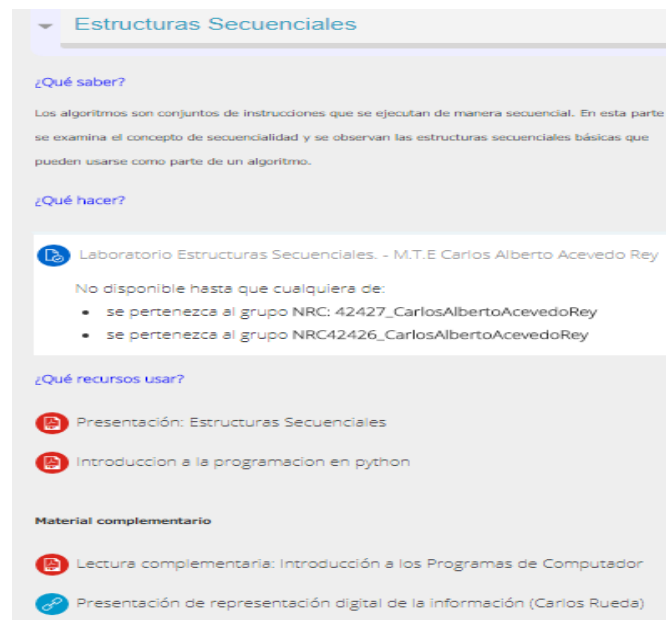 Estructuras Secuenciales
¿Qué saber?
Los algoritmos son conjuntos de instrucciones que se ejecutan de manera secuencial. En esta parte
se examina el concepto de secuencialidad y se observan las estructuras secuenciales básicas que
pueden usarse como parte de un algoritmo.
¿Qué hacer?
Laboratorio Estructuras Secuenciales. - M.T.E Carlos Alberto Acevedo Rey
No disponible hasta que cualquiera de:
• se pertenezca al grupo NRC: 42427_CarlosAlbertoAcevedoRey
• se pertenezca al grupo NRC42426_CarlosAlbertoAcevedoRey
¿Qué recursos usar?
Presentación: Estructuras Secuenciales
Introduccion a la programacion en python
Material complementario
Lectura complementaria: Introducción a los Programas de Computador
Presentación de representación digital de la información (Carlos Rueda)